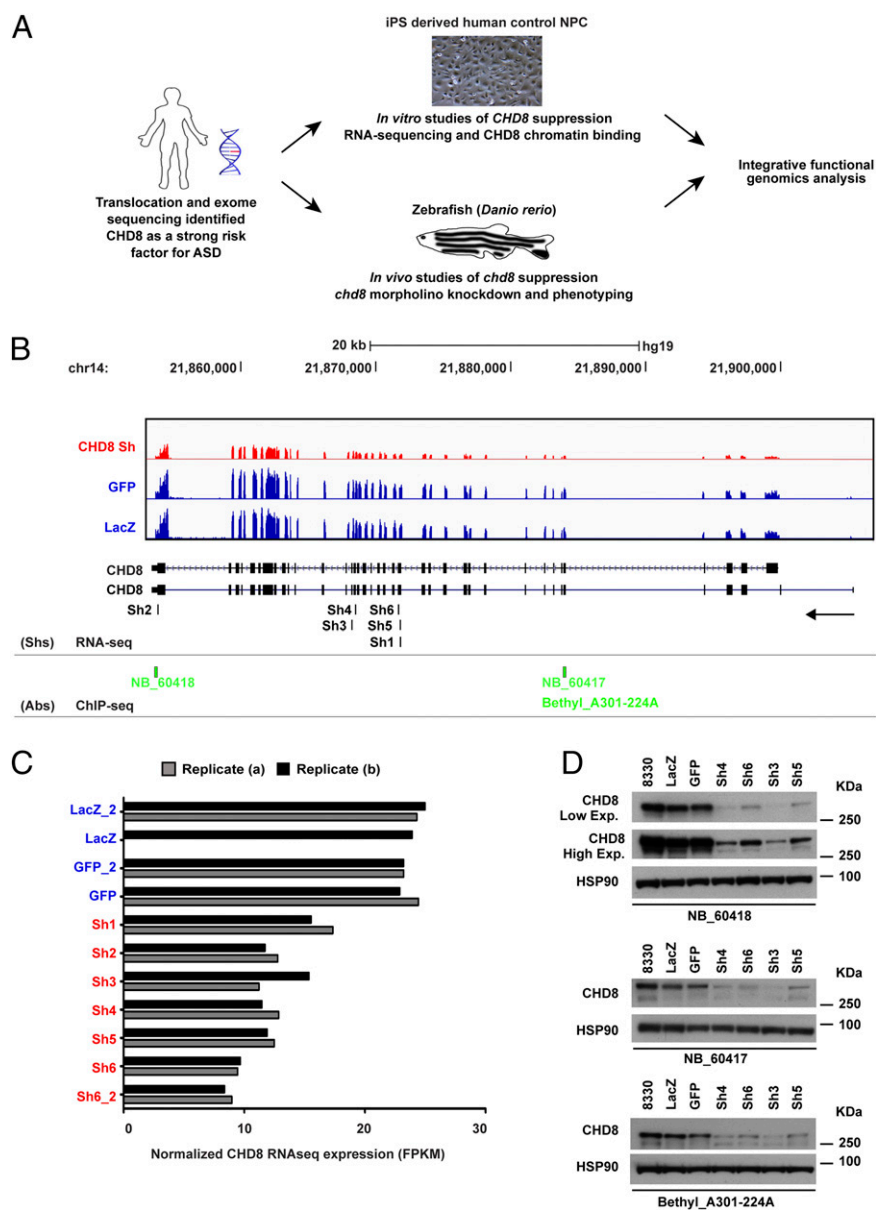 A
iPS derived human control NPC
In vitro studies of CHD8 suppression
RNA-sequencing and CHD8 chromatin binding
Translocation and exome
sequencing identified
CHD8 as a strong risk
factor for ASD
Integrative functional
genomics analysis
Zebrafish (Danio rerio)
In vivo studies of chd8 suppression
chd8 morpholino knockdown and phenotyping
B
20 kb hg19
chr14: 21,860,000 21,870,000 21,880,000 21,890,000 21,900,000
CHD8 Sh
GFP
LacZ
CHD8
CHD8
Sh2 Sh4 Sh6
Sh3 Sh5
Sh1
(Shs) RNA-seq
NB_60418 NB_60417
Bethyl_A301-224A
(Abs) ChIP-seq
C
Replicate (a) Replicate (b)
LacZ_2
LacZ
GFP_2
GFP
Sh1
Sh2
Sh3
Sh4
Sh5
Sh6
Sh6_2
0 10 20 30
Normalized CHD8 RNAseq expression (FPKM)
D
8330 LacZ GFP Sh4 Sh6 Sh3 Sh5
KDa
CHD8
Low Exp.
250
CHD8
High Exp.
250
HSP90
100
NB_60418
8330 LacZ GFP Sh4 Sh6 Sh3 Sh5
KDa
CHD8
250
HSP90
100
NB_60417
8330 LacZ GFP Sh4 Sh6 Sh3 Sh5
KDa
CHD8
250
HSP90
100
Bethyl_A301-224A